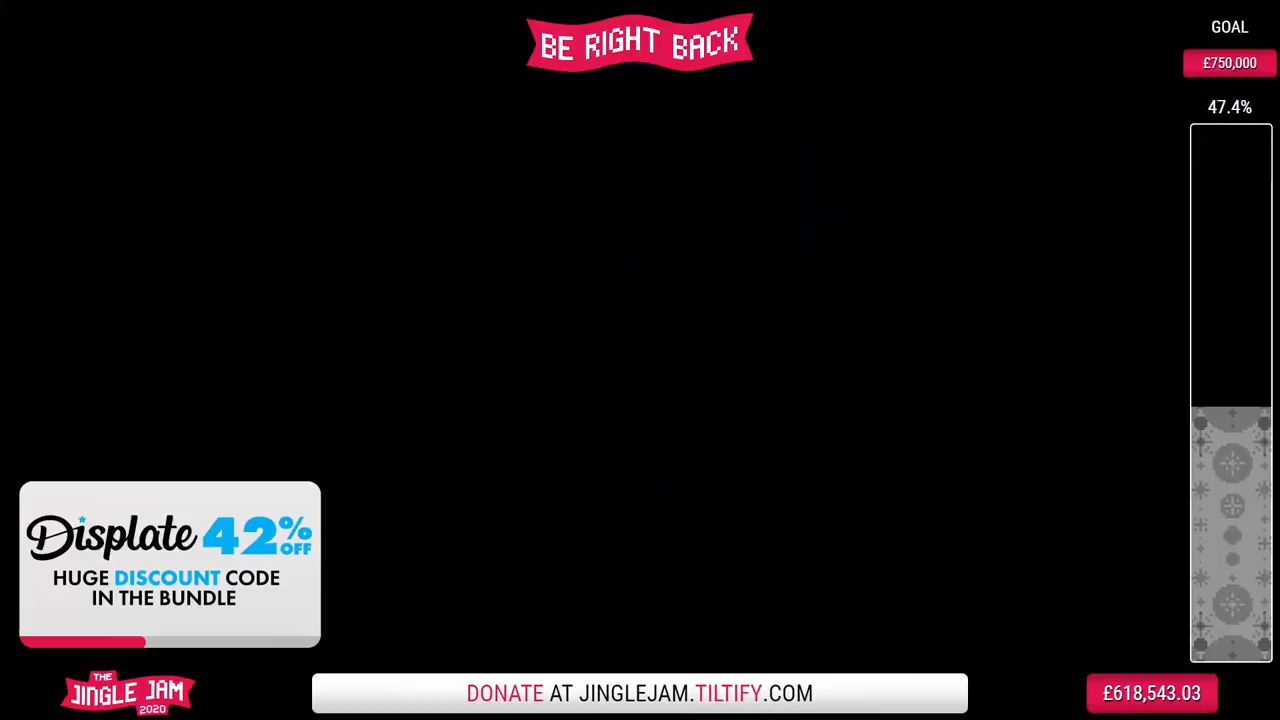 BE RIGHT BACK
GOAL
£750,000
47.4%
Displate 42% OFF
HUGE DISCOUNT CODE
IN THE BUNDLE
THE
JINGLE JAM
2020
DONATE AT JINGLEJAM.TILTIFY.COM
£618,543.03